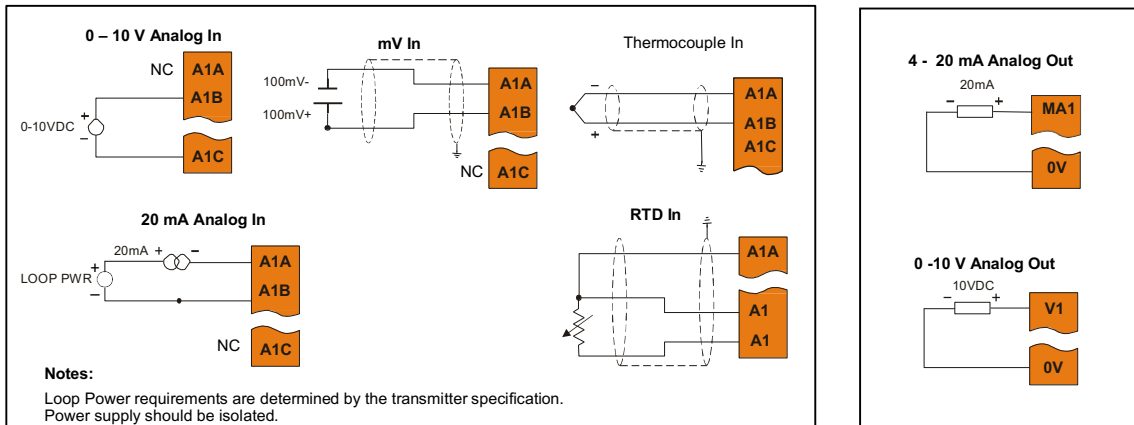 0 – 10 V Analog In
NC
A1A
A1B
0-10VDC
+
–
A1C
mV In
100mV-
100mV+
A1A
A1B
NC
A1C
Thermocouple In
–
+
A1A
A1B
A1C
20 mA Analog In
20mA + –
LOOP PWR
+
–
A1A
A1B
NC
A1C
RTD In
A1A
A1
A1
Notes:
Loop Power requirements are determined by the transmitter specification.
Power supply should be isolated.
4 - 20 mA Analog Out
20mA
– +
MA1
0V
0 -10 V Analog Out
10VDC
– +
V1
0V